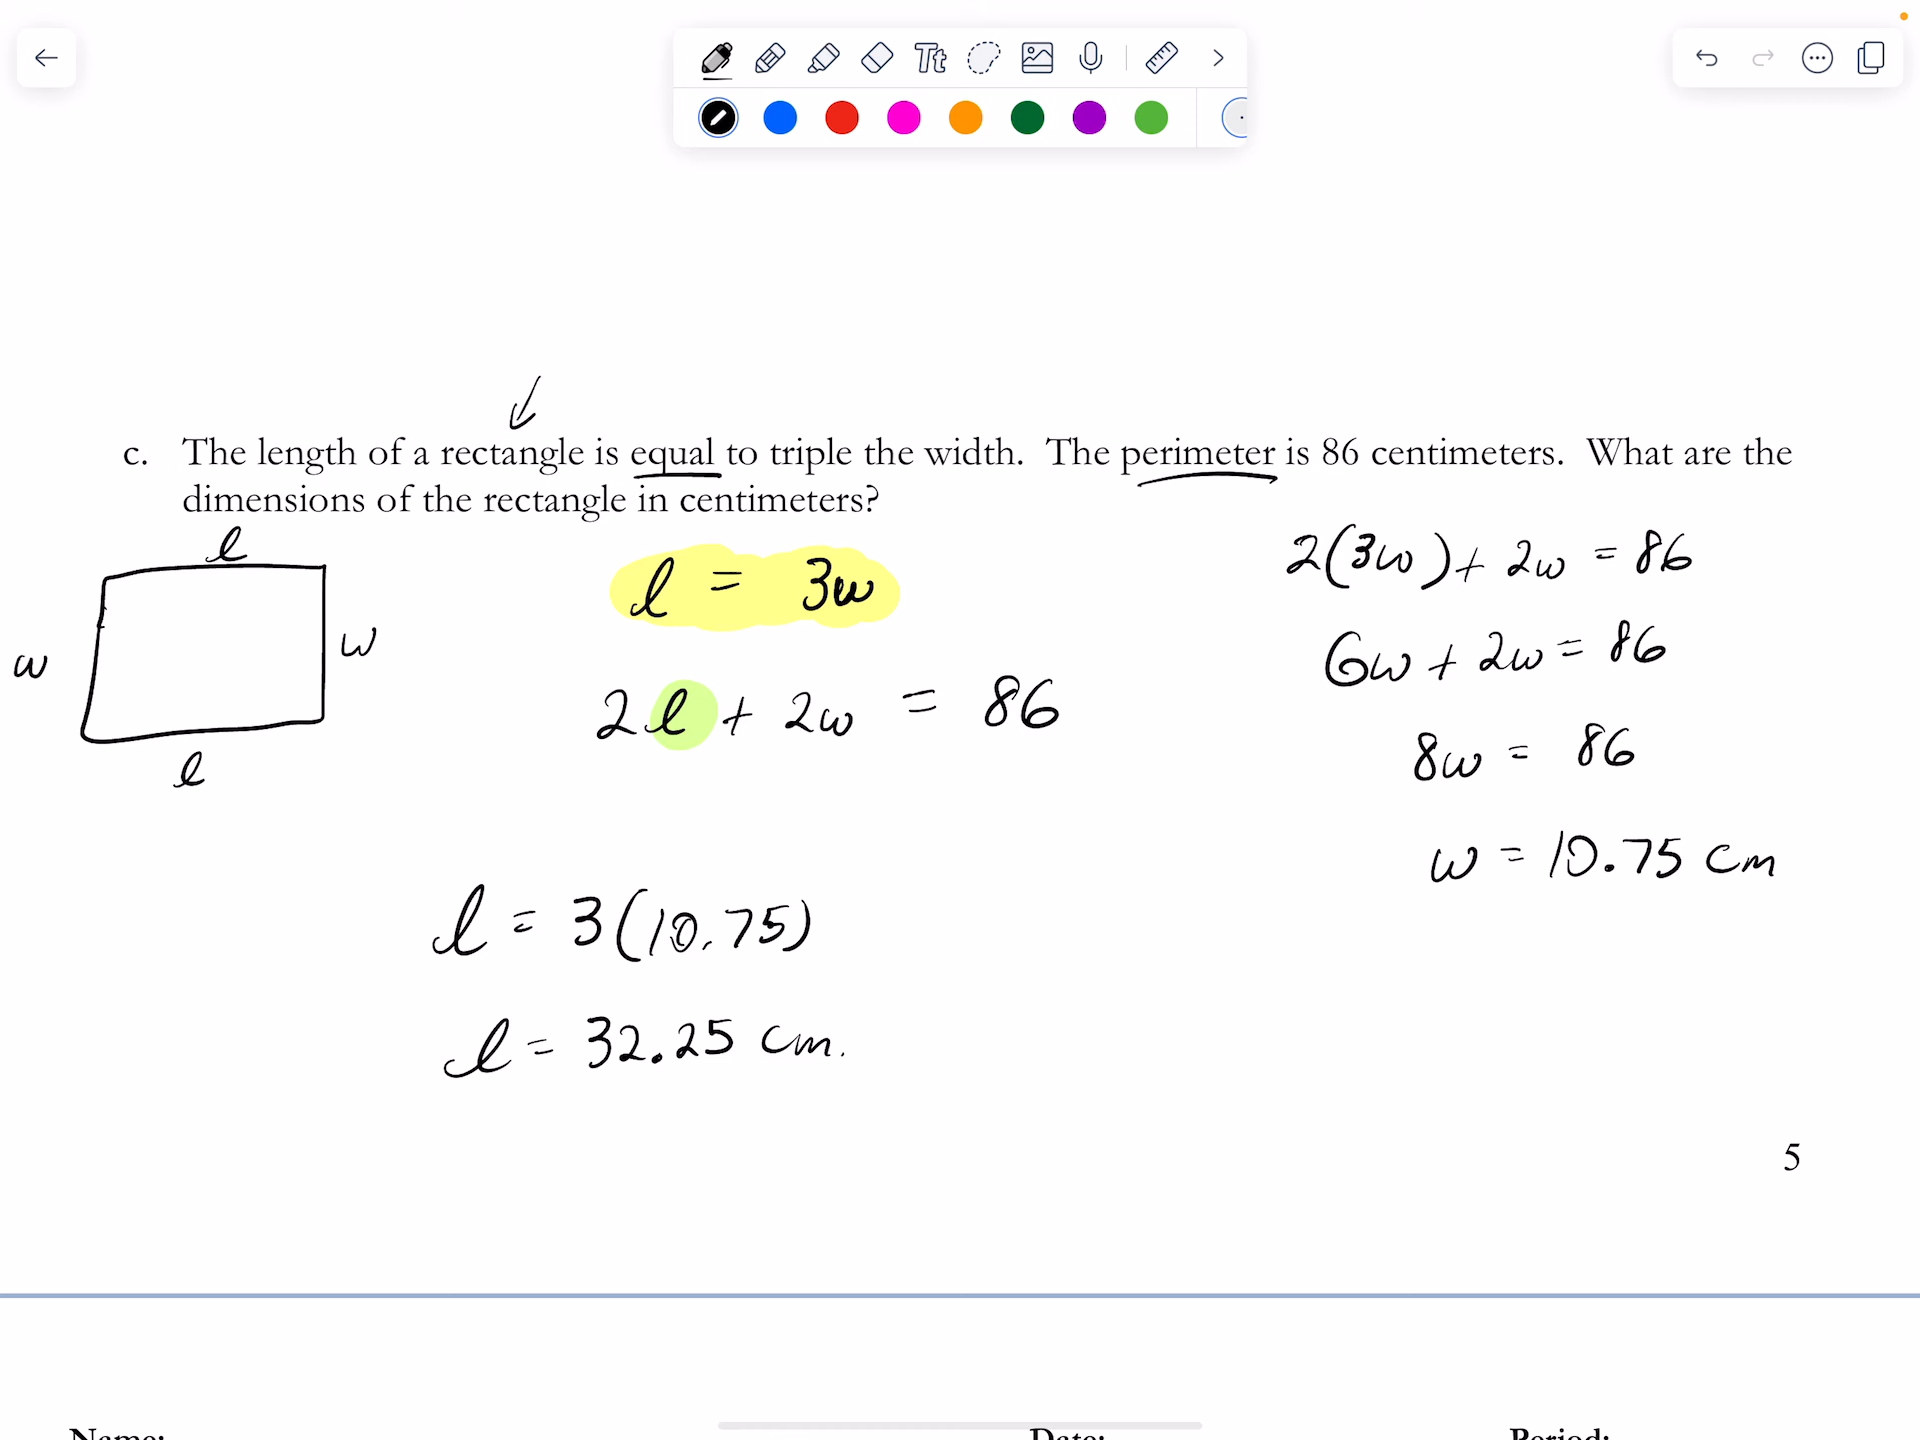 Tt
c. The length of a rectangle is equal to triple the width. The perimeter is 86 centimeters. What are the
dimensions of the rectangle in centimeters?
l
w
w
l
l = 3w
2l + 2w = 86
2(3w) + 2w = 86
6w + 2w = 86
8w = 86
w = 10.75 cm
l = 3(10.75)
l = 32.25 cm.
5
Name:
Date:
Period: